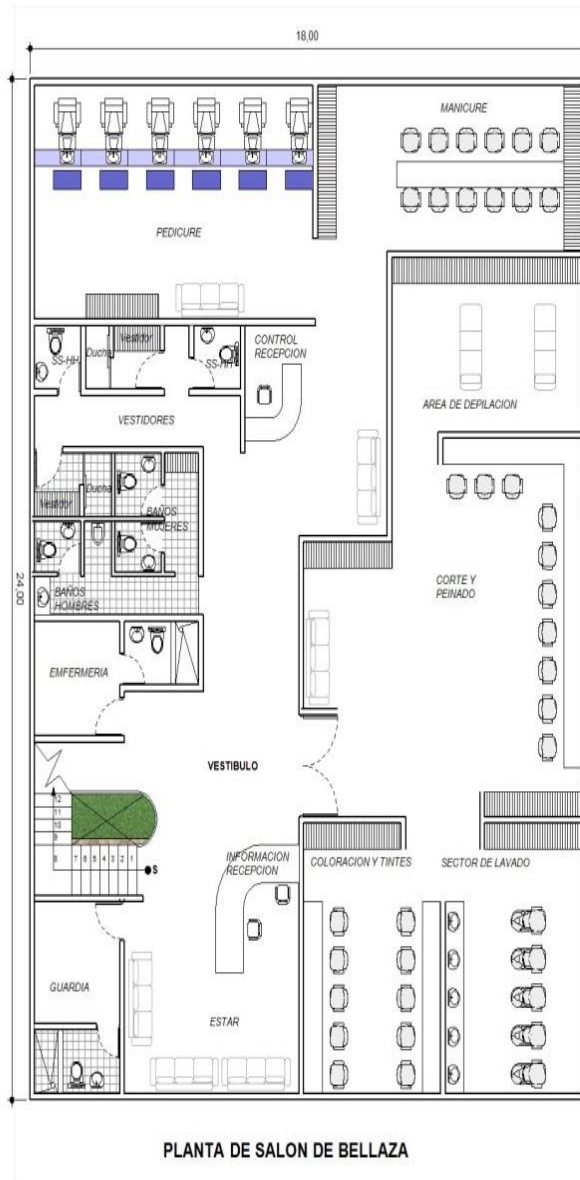 18,00
MANICURE
PEDICURE
SS-HH
Ducha
Vestidor
SS-HH
CONTROL
RECEPCION
VESTIDORES
AREA DE DEPILACION
Vestidor
Ducha
BAÑOS
MUJERES
24,00
BAÑOS
HOMBRES
CORTE Y
PEINADO
EMFERMERIA
VESTIBULO
12
11
10
9
8 7 6 5 4 3 2 1
S
INFORMACION
RECEPCION
COLORACION Y TINTES
SECTOR DE LAVADO
GUARDIA
ESTAR
PLANTA DE SALON DE BELLAZA